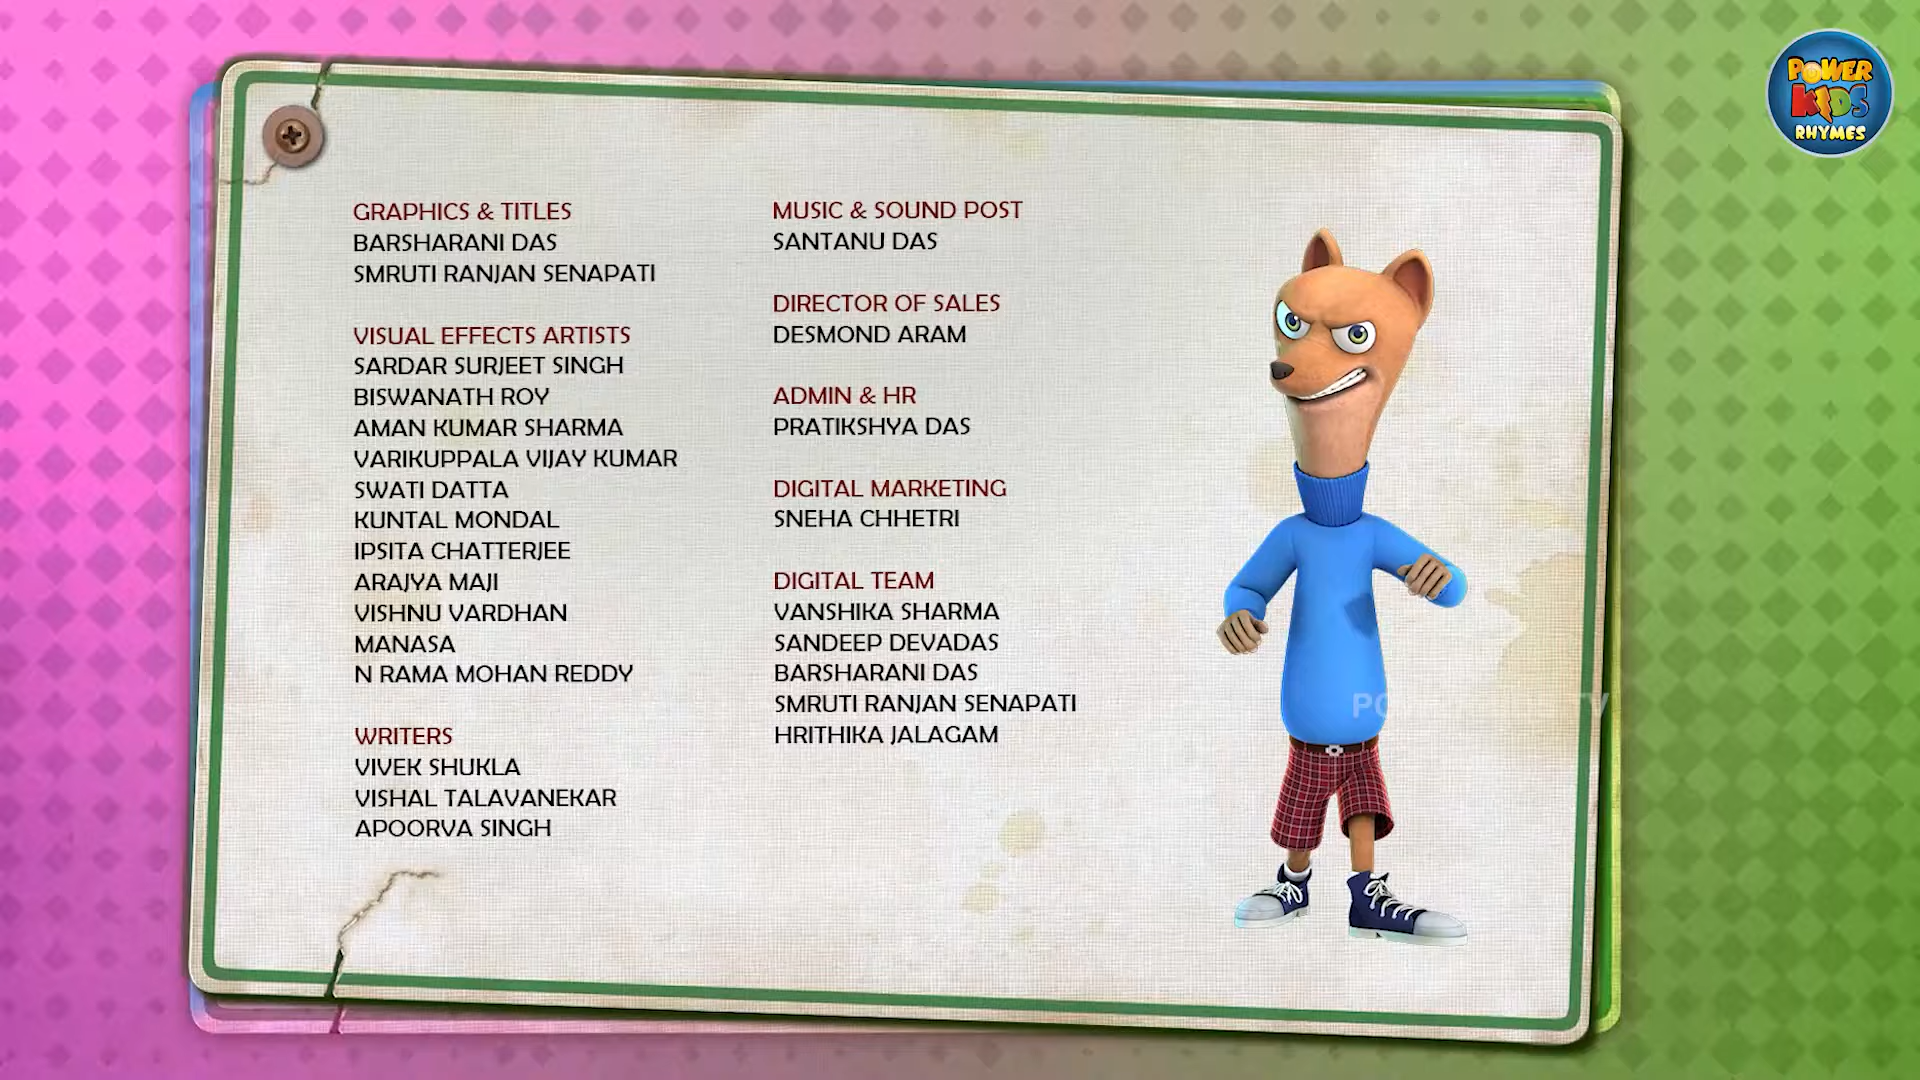 POWER
KIDS
RHYMES
GRAPHICS & TITLES
BARSHARANI DAS
SMRUTI RANJAN SENAPATI
VISUAL EFFECTS ARTISTS
SARDAR SURJEET SINGH
BISWANATH ROY
AMAN KUMAR SHARMA
VARIKUPPALA VIJAY KUMAR
SWATI DATTA
KUNTAL MONDAL
IPSITA CHATTERJEE
ARAJYA MAJI
VISHNU VARDHAN
MANASA
N RAMA MOHAN REDDY
WRITERS
VIVEK SHUKLA
VISHAL TALAVANEKAR
APOORVA SINGH
MUSIC & SOUND POST
SANTANU DAS
DIRECTOR OF SALES
DESMOND ARAM
ADMIN & HR
PRATIKSHYA DAS
DIGITAL MARKETING
SNEHA CHHETRI
DIGITAL TEAM
VANSHIKA SHARMA
SANDEEP DEVADAS
BARSHARANI DAS
SMRUTI RANJAN SENAPATI
HRITHIKA JALAGAM
TV